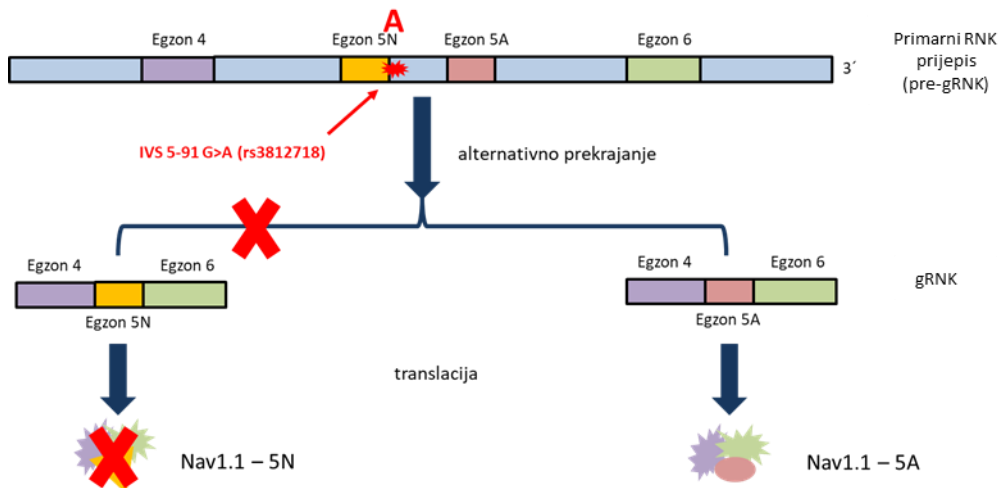 A
Egzon 4
Egzon 5N
Egzon 5A
Egzon 6
3´
Primarni RNK
prijepis
(pre-gRNK)
IVS 5-91 G>A (rs3812718)
alternativno prekrajanje
Egzon 4
Egzon 6
Egzon 5N
Egzon 4
Egzon 6
Egzon 5A
gRNK
translacija
Nav1.1 – 5N
Nav1.1 – 5A